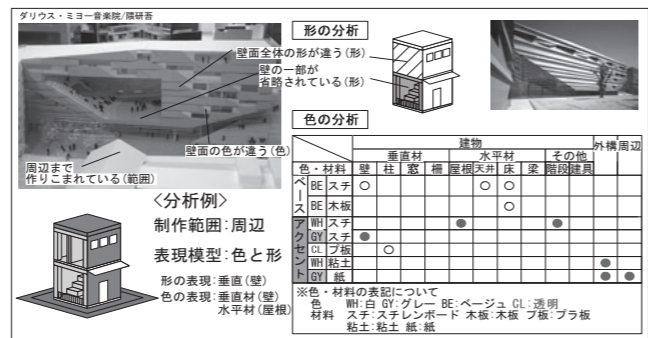 ダリウス・ミヨー音楽院/隈研吾
形の分析
壁面全体の形が違う(形)
壁の一部が
省略されている(形)
色の分析
壁面の色が違う(色)
周辺まで
作りこまれている(範囲)
<分析例>
制作範囲:周辺
表現模型:色と形
形の表現:垂直(壁)
色の表現:垂直材(壁)
水平材(屋根)
建物 外構 周辺
垂直材 水平材 その他
色・材料 壁 柱 窓 柵 屋根 天井 床 梁 階段 建具
ベース BE スチ ○ ○ ○
BE 木板 ○
アクセント WH スチ ● ●
GY スチ ●
CL プ板 ○
WH 粘土 ●
GY 紙 ● ●
※色・材料の表記について
色 WH:白 GY:グレー BE:ベージュ CL:透明
材料 スチ:スチレンボード 木板:木板 プ板:プラ板
粘土:粘土 紙:紙